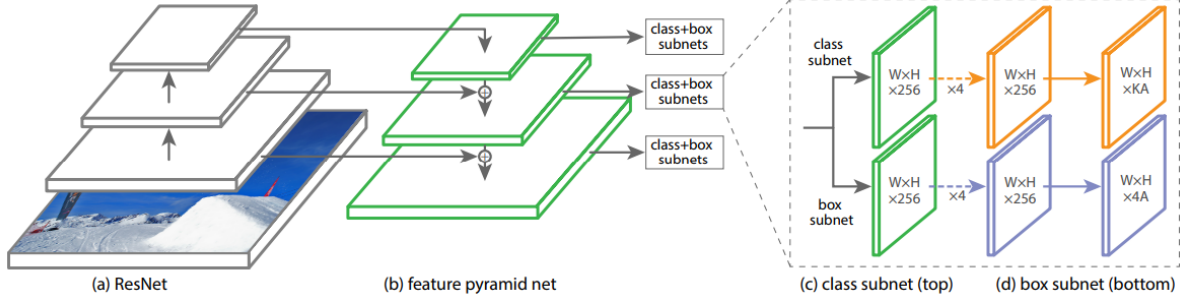 class+box
subnets
class+box
subnets
class+box
subnets
class
subnet
W×H
×256
×4
W×H
×256
W×H
×KA
box
subnet
W×H
×256
×4
W×H
×256
W×H
×4A
(a) ResNet
(b) feature pyramid net
(c) class subnet (top)
(d) box subnet (bottom)